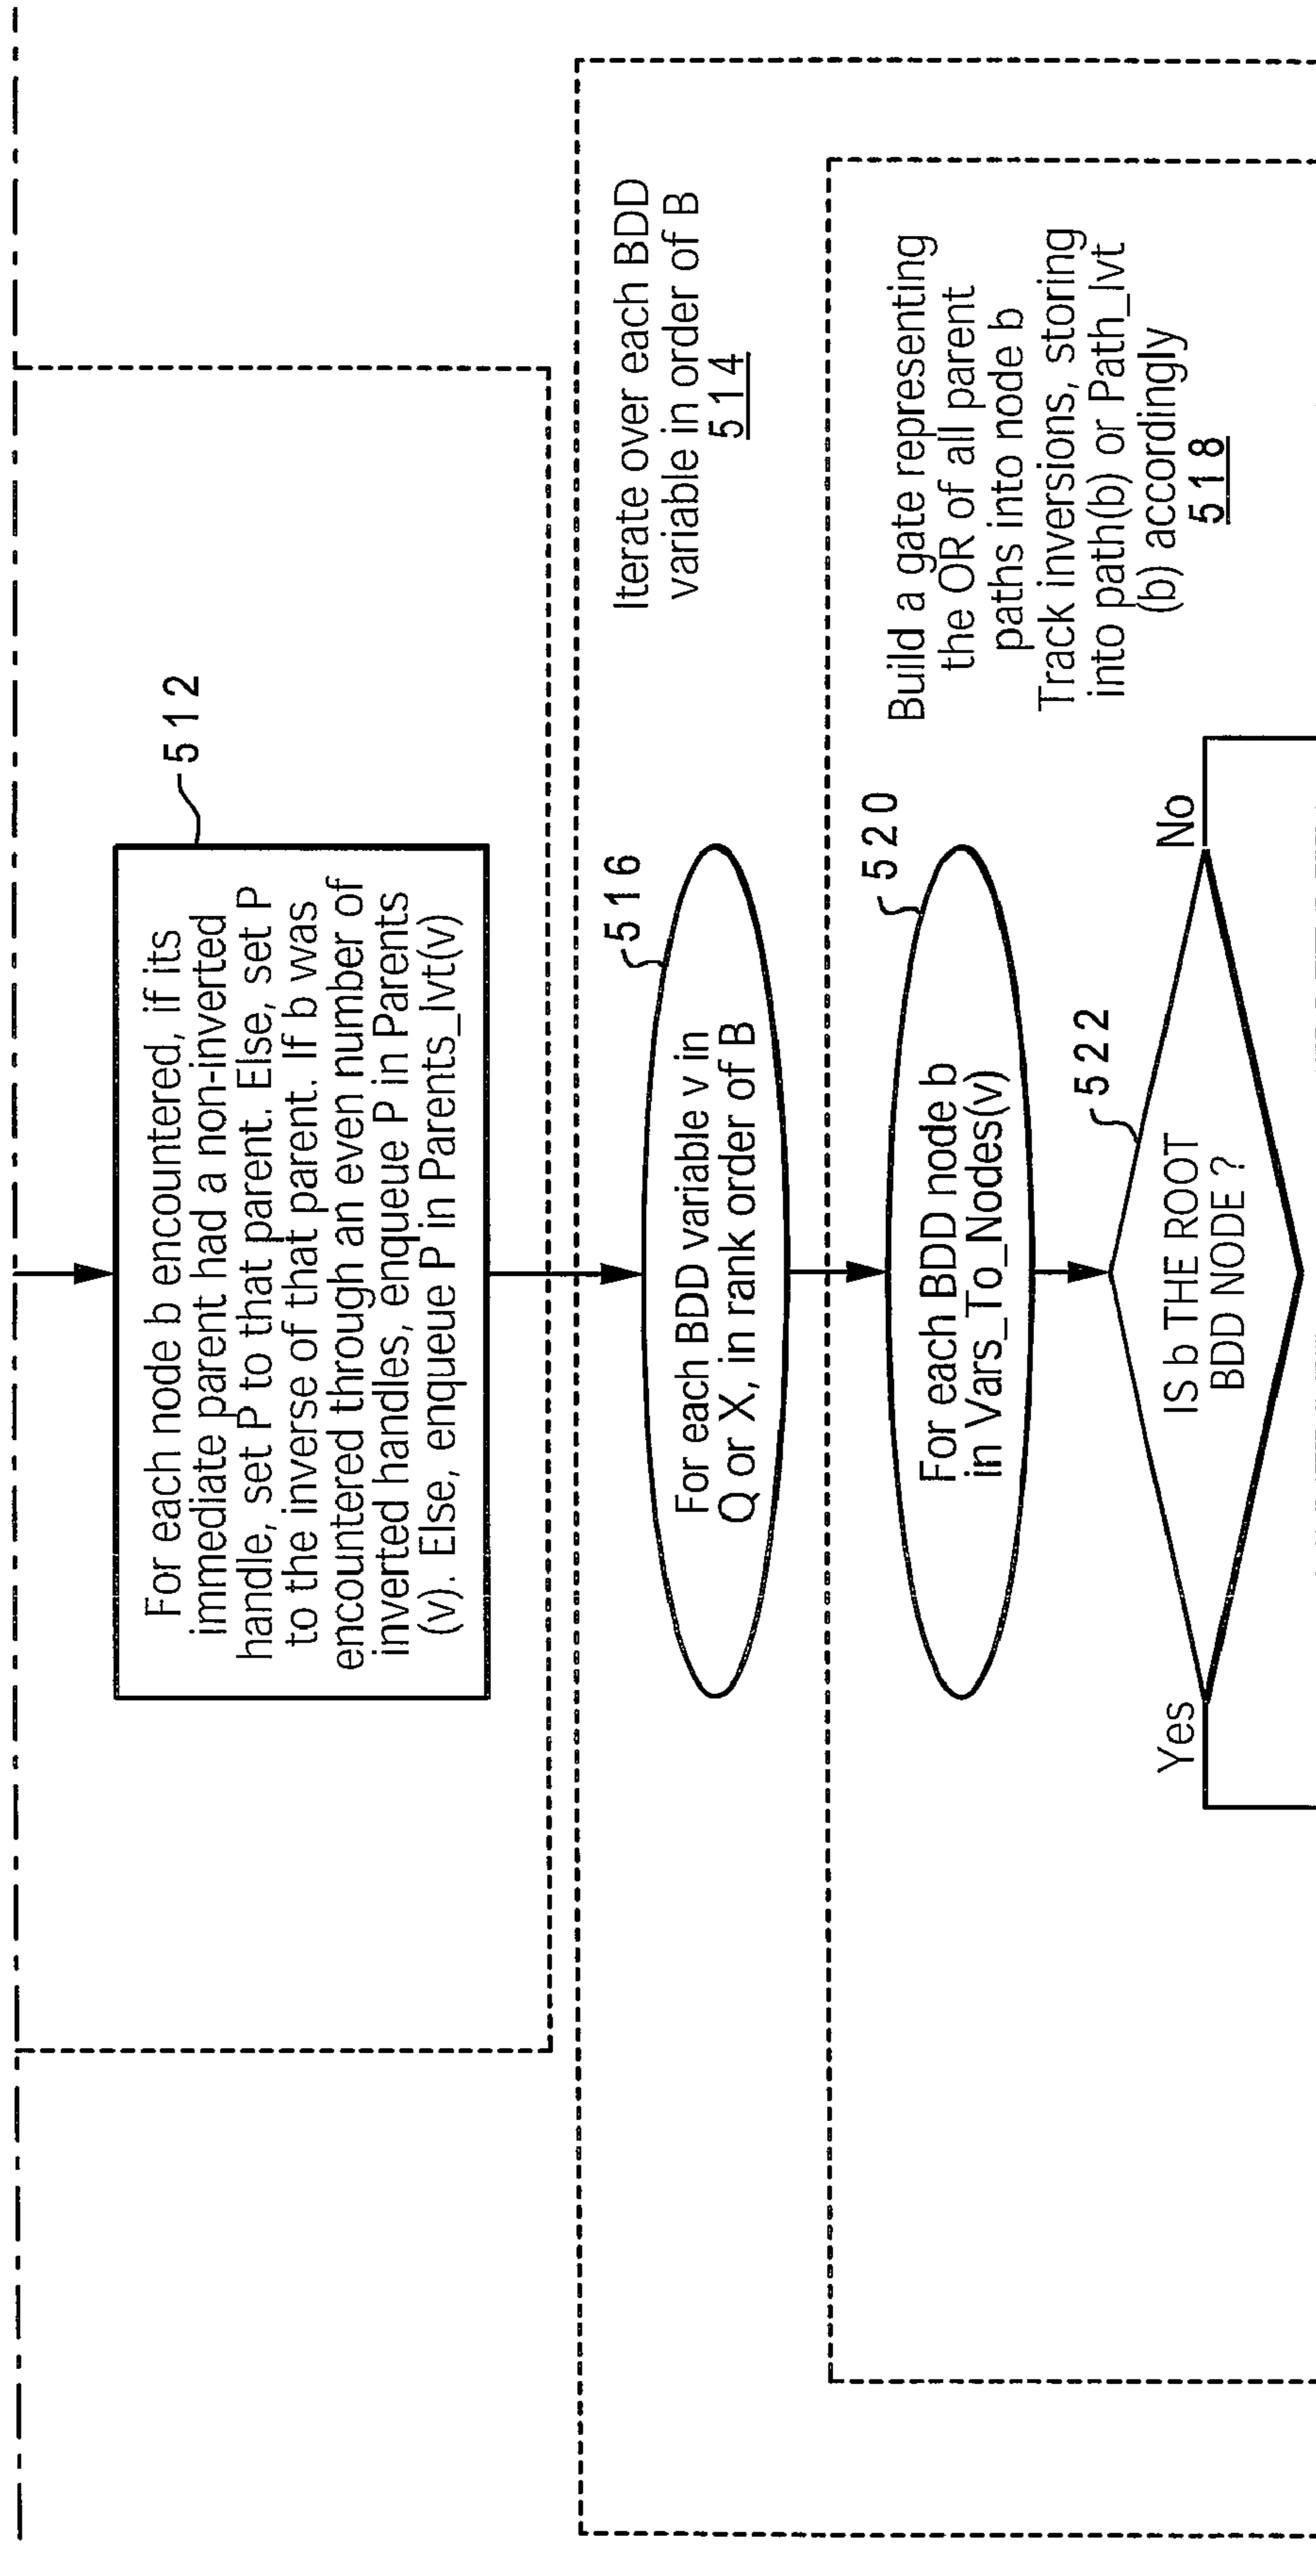 For each node b encountered, if its
immediate parent had a non-inverted
handle, set P to that parent. Else, set P
to the inverse of that parent. If b was
encountered through an even number of
inverted handles, enqueue P in Parents
(v). Else, enqueue P in Parents_Ivt(v)
512
Iterate over each BDD
variable in order of B
514
For each BDD variable v in
Q or X, in rank order of B
516
Build a gate representing
the OR of all parent
paths into node b
Track inversions, storing
into path(b) or Path_Ivt
(b) accordingly
518
For each BDD node b
in Vars_To_Nodes(v)
520
IS b THE ROOT
BDD NODE ?
522
Yes
No